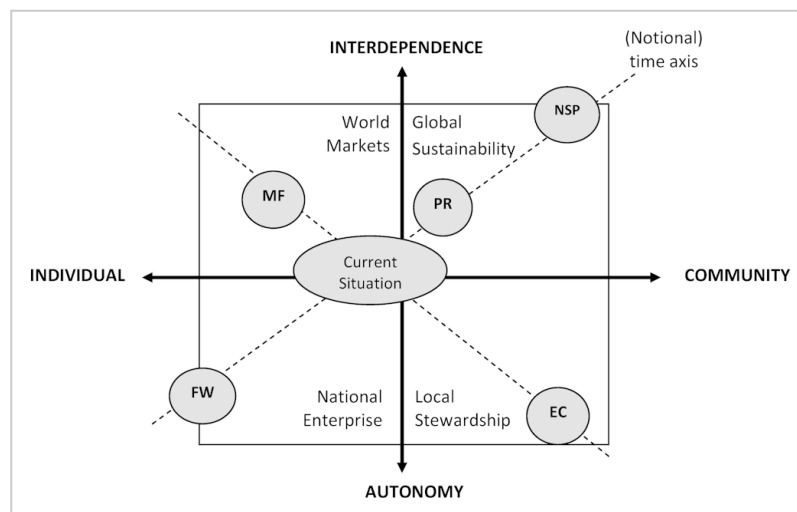 INTERDEPENDENCE
(Notional)
time axis
NSP
World
Markets
Global
Sustainability
MF
PR
Current
Situation
INDIVIDUAL
COMMUNITY
FW
National
Enterprise
Local
Stewardship
EC
AUTONOMY